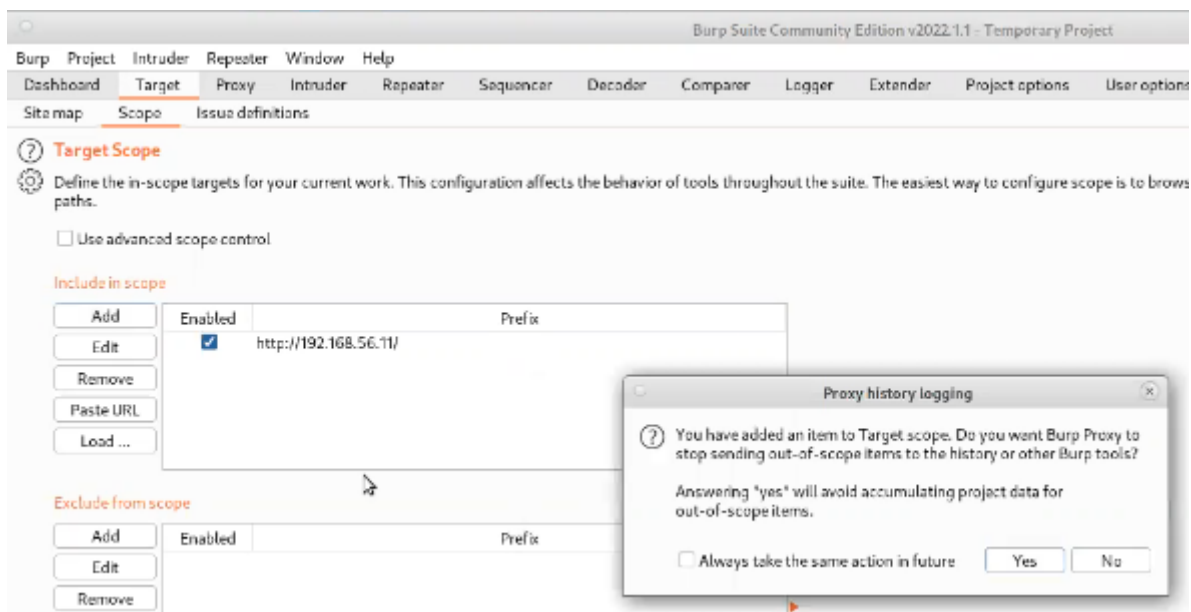 Burp Suite Community Edition v2022.1.1 - Temporary Project
Burp Project Intruder Repeater Window Help
Dashboard Target Proxy Intruder Repeater Sequencer Decoder Comparer Logger Extender Project options User options
Site map Scope Issue definitions
Target Scope
Define the in-scope targets for your current work. This configuration affects the behavior of tools throughout the suite. The easiest way to configure scope is to brows
paths.
Use advanced scope control
Include in scope
Add Enabled Prefix
Edit http://192.168.56.11/
Remove
Paste URL
Load ...
Proxy history logging
You have added an item to Target scope. Do you want Burp Proxy to
stop sending out-of-scope items to the history or other Burp tools?
Answering "yes" will avoid accumulating project data for
out-of-scope items.
Always take the same action in future Yes No
Exclude from scope
Add Enabled Prefix
Edit
Remove